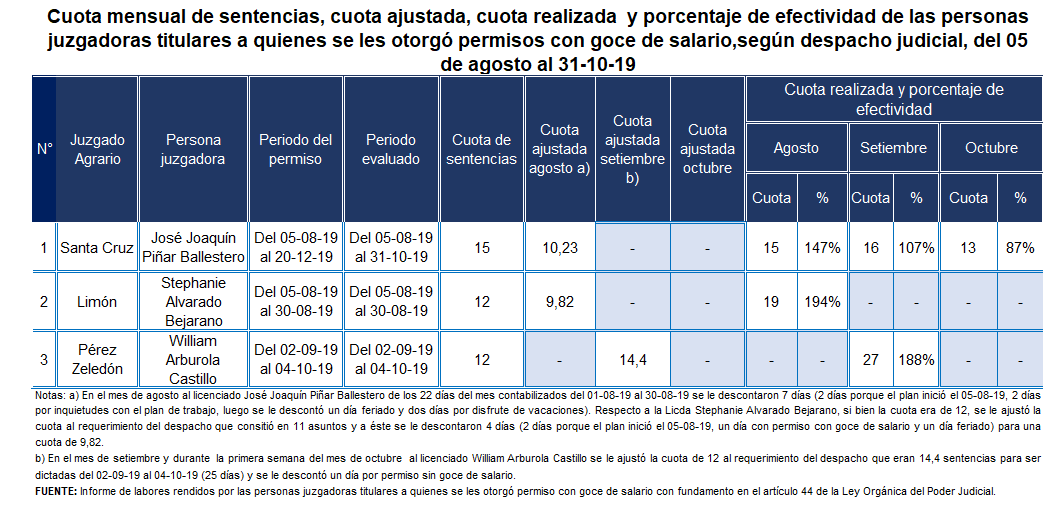 Cuota mensual de sentencias, cuota ajustada, cuota realizada  y porcentaje de efectividad de las personas
juzgadoras titulares a quienes se les otorgó permisos con goce de salario,según despacho judicial, del 05
de agosto al 31-10-19
N°
Juzgado
Agrario
Persona
juzgadora
Periodo del
permiso
Periodo
evaluado
Cuota de
sentencias
Cuota
ajustada
agosto a)
Cuota
ajustada
setiembre
b)
Cuota
ajustada
octubre
Cuota realizada y porcentaje de
efectividad
Agosto
Setiembre
Octubre
Cuota
%
Cuota
%
Cuota
%
1
Santa Cruz
José Joaquín
Piñar Ballestero
Del 05-08-19
al 20-12-19
Del 05-08-19
al 31-10-19
15
10,23
-
-
15
147%
16
107%
13
87%
2
Limón
Stephanie
Alvarado
Bejarano
Del 05-08-19
al 30-08-19
Del 05-08-19
al 30-08-19
12
9,82
-
-
19
194%
-
-
-
-
3
Pérez
Zeledón
William
Arburola
Castillo
Del 02-09-19
al 04-10-19
Del 02-09-19
al 04-10-19
12
-
14,4
-
-
-
27
188%
-
-
Notas: a) En el mes de agosto al licenciado José Joaquín Piñar Ballestero de los 22 días del mes contabilizados del 01-08-19 al 30-08-19 se le descontaron 7 días (2 días porque el plan inició el 05-08-19, 2 días
por inquietudes con el plan de trabajo, luego se le descontó un día feriado y dos días por disfrute de vacaciones). Respecto a la Licda Stephanie Alvarado Bejarano, si bien la cuota era de 12, se le ajustó la
cuota al requerimiento del despacho que consitió en 11 asuntos y a éste se le descontaron 4 días (2 días porque el plan inició el 05-08-19, un día con permiso con goce de salario y un día feriado) para una
cuota de 9,82.
b) En el mes de setiembre y durante  la primera semana del mes de octubre  al licenciado William Arburola Castillo se le ajustó la cuota de 12 al requerimiento del despacho que eran 14,4 sentencias para ser
dictadas del 02-09-19 al 04-10-19 (25 días) y se le descontó un día por permiso sin goce de salario.
FUENTE: Informe de labores rendidos por las personas juzgadoras titulares a quienes se les otorgó permiso con goce de salario con fundamento en el artículo 44 de la Ley Orgánica del Poder Judicial.